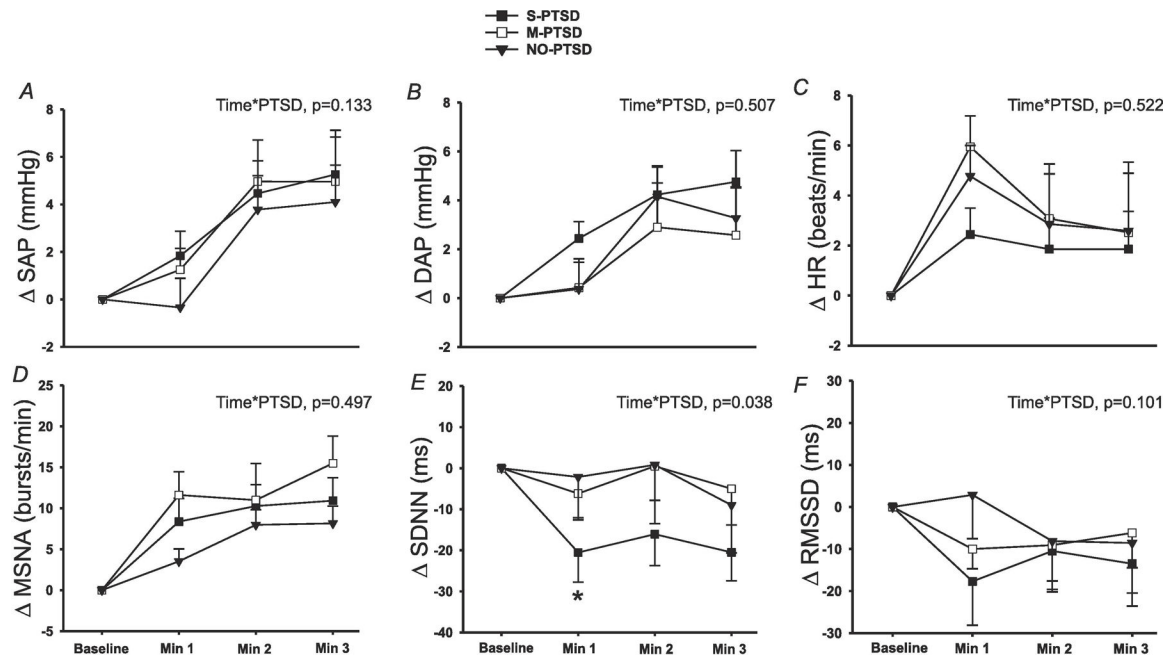 S-PTSD
M-PTSD
NO-PTSD
A
Time*PTSD, p=0.133
Δ SAP (mmHg)
8
6
4
2
0
-2
B
Time*PTSD, p=0.507
Δ DAP (mmHg)
8
6
4
2
0
-2
C
Time*PTSD, p=0.522
Δ HR (beats/min)
8
6
4
2
0
-2
D
Time*PTSD, p=0.497
Δ MSNA (bursts/min)
25
20
15
10
5
0
-5
Baseline Min 1 Min 2 Min 3
E
Time*PTSD, p=0.038
Δ SDNN (ms)
20
10
0
-10
-20
-30
-40
*
Baseline Min 1 Min 2 Min 3
F
Time*PTSD, p=0.101
Δ RMSSD (ms)
30
20
10
0
-10
-20
-30
Baseline Min 1 Min 2 Min 3